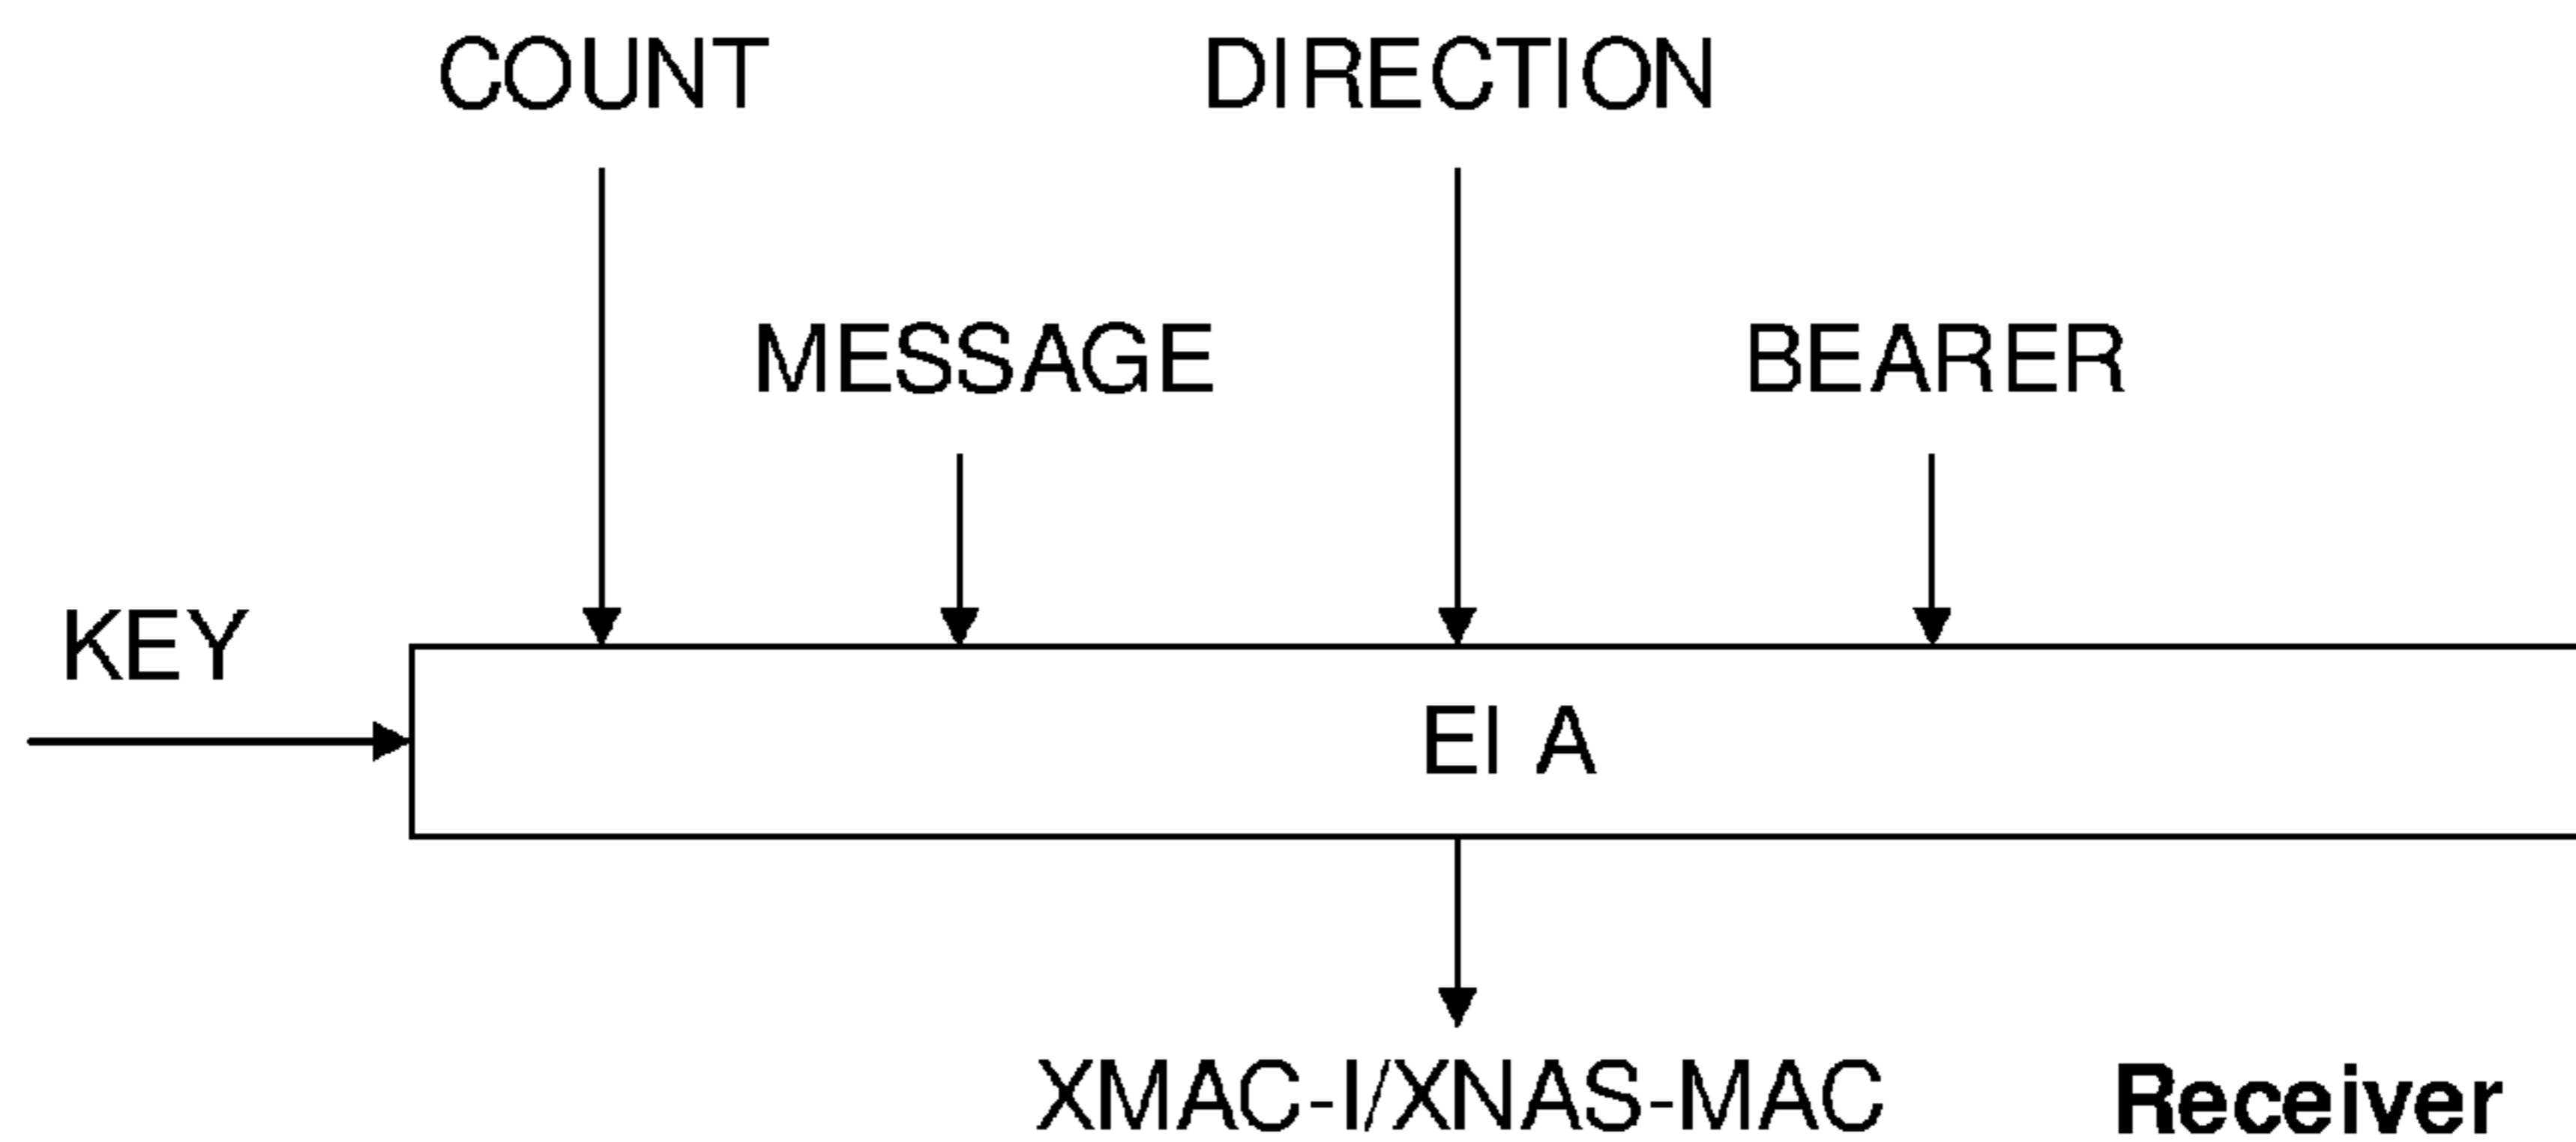 COUNT DIRECTION
MESSAGE BEARER
KEY
EI A
XMAC-I/XNAS-MAC Receiver